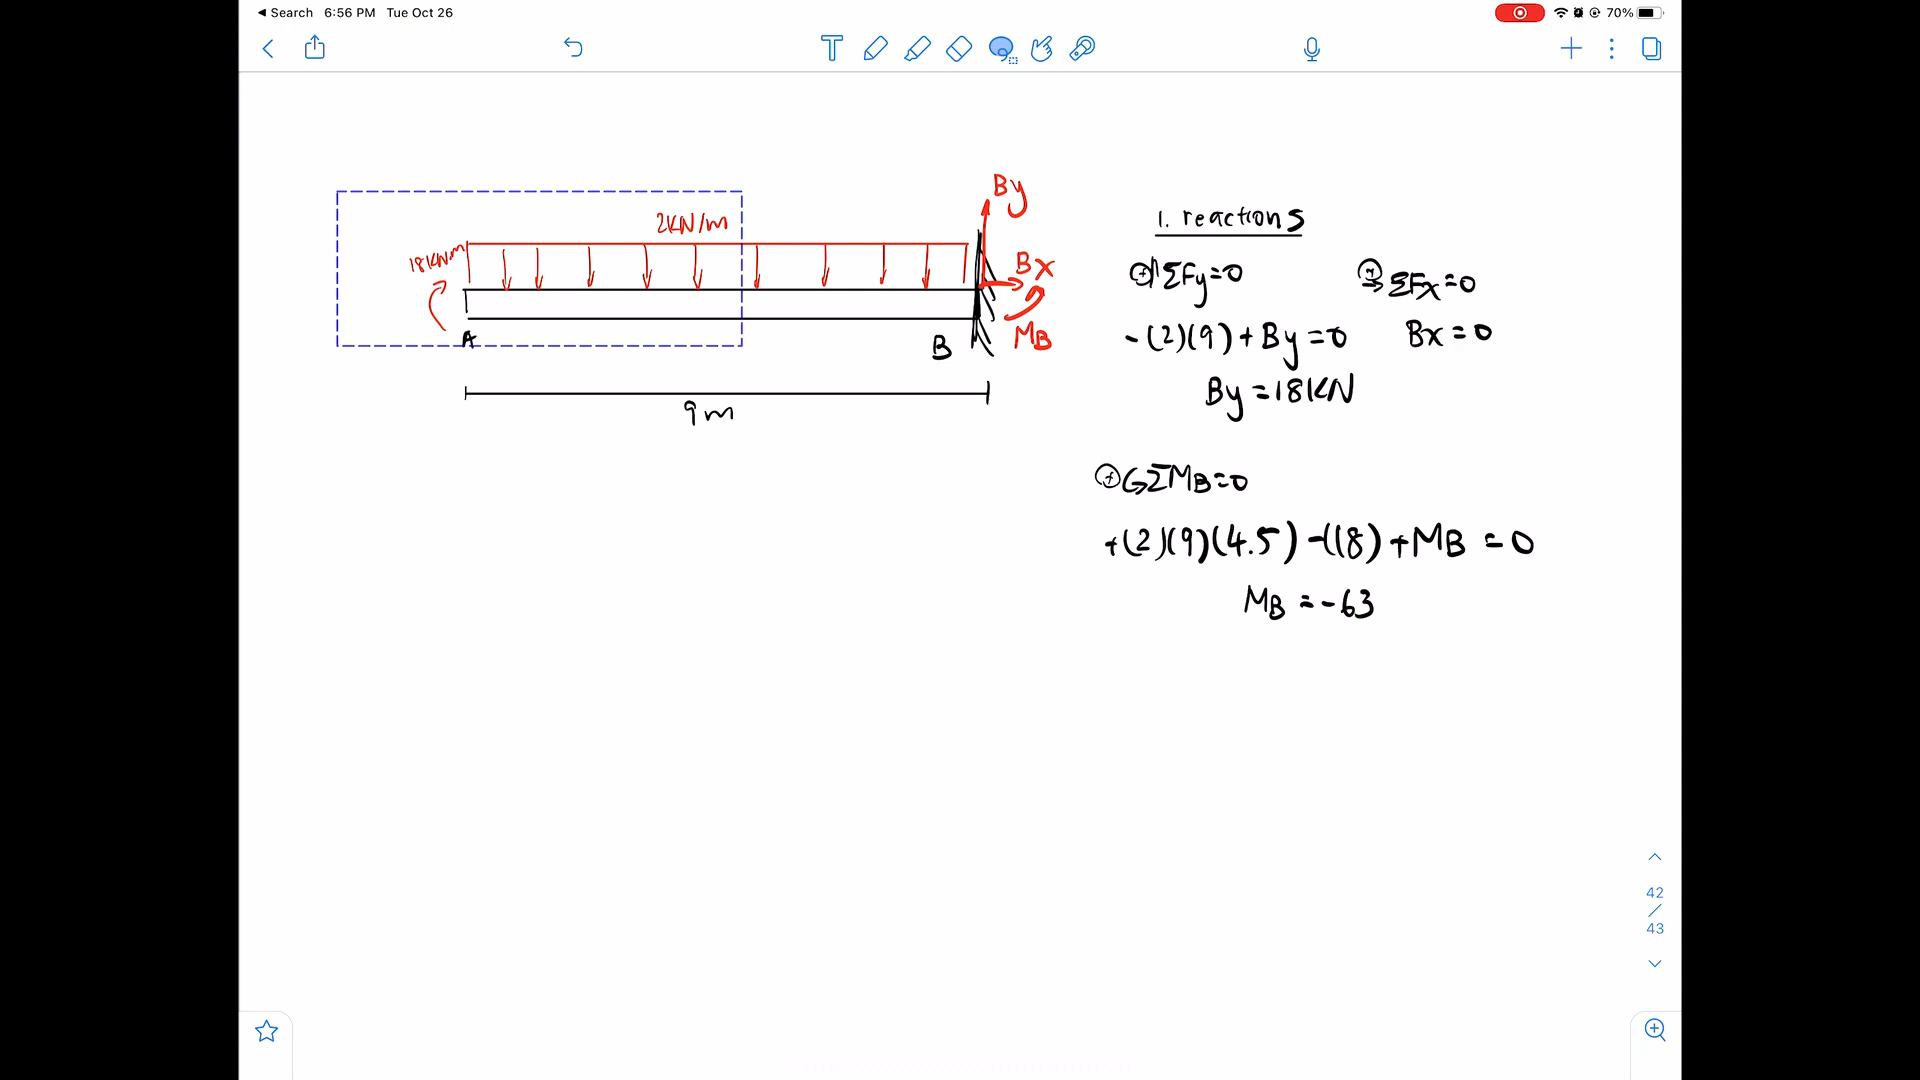 ◀ Search 6:56 PM Tue Oct 26
70%
By
2KN/m
18KN·m
Bx
MB
A
B
9m
1. reactions
+↑ΣFy=0
-(2)(9)+By=0
By=18KN
+→ΣFx=0
Bx=0
+↺ΣMB=0
+(2)(9)(4.5)-(18)+MB=0
MB=-63
42
/
43